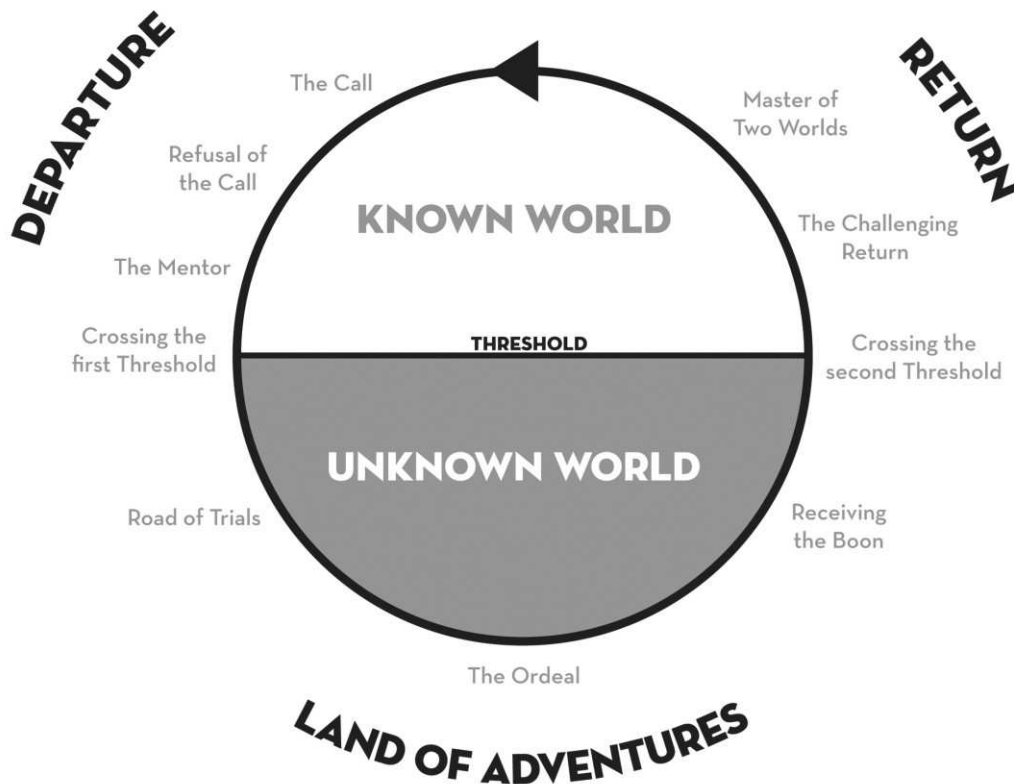 DEPARTURE
RETURN
The Call
Refusal of
the Call
The Mentor
Crossing the
first Threshold
Road of Trials
The Ordeal
Receiving
the Boon
Crossing the
second Threshold
The Challenging
Return
Master of
Two Worlds
KNOWN WORLD
THRESHOLD
UNKNOWN WORLD
LAND OF ADVENTURES